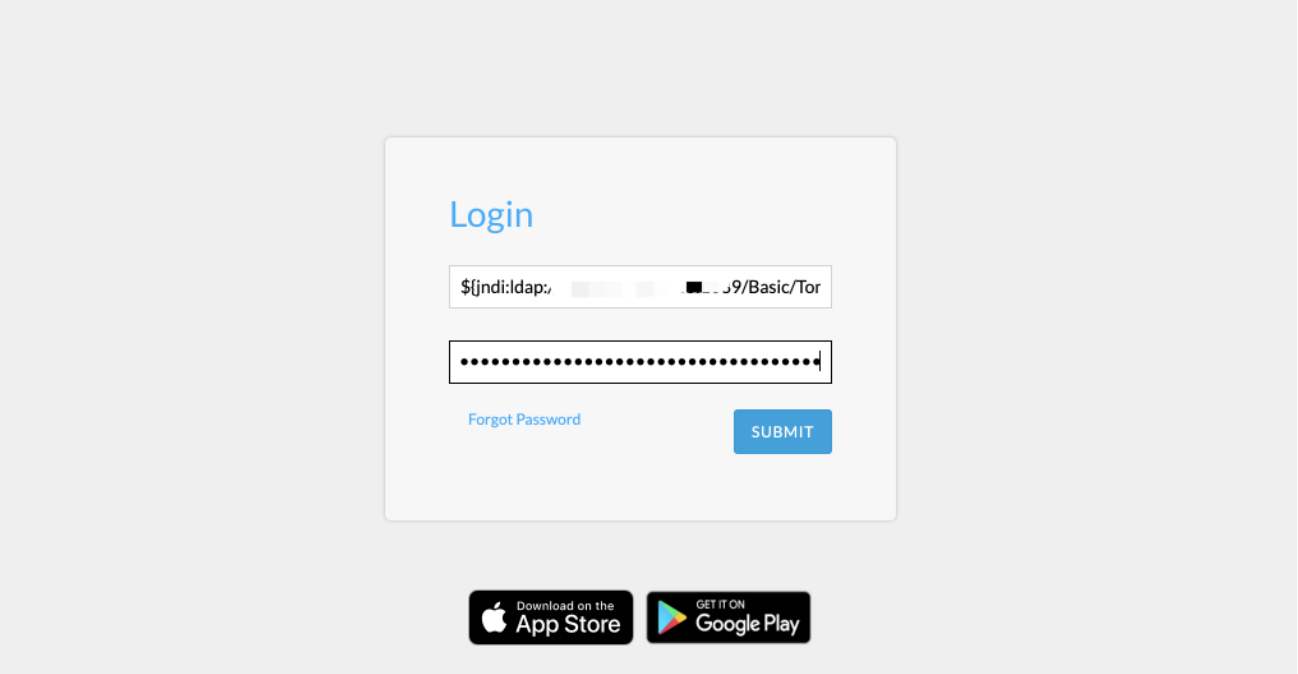 Login
${jndi:ldap:/ 9/Basic/Tor
Forgot Password
SUBMIT
Download on the
App Store
GET IT ON
Google Play